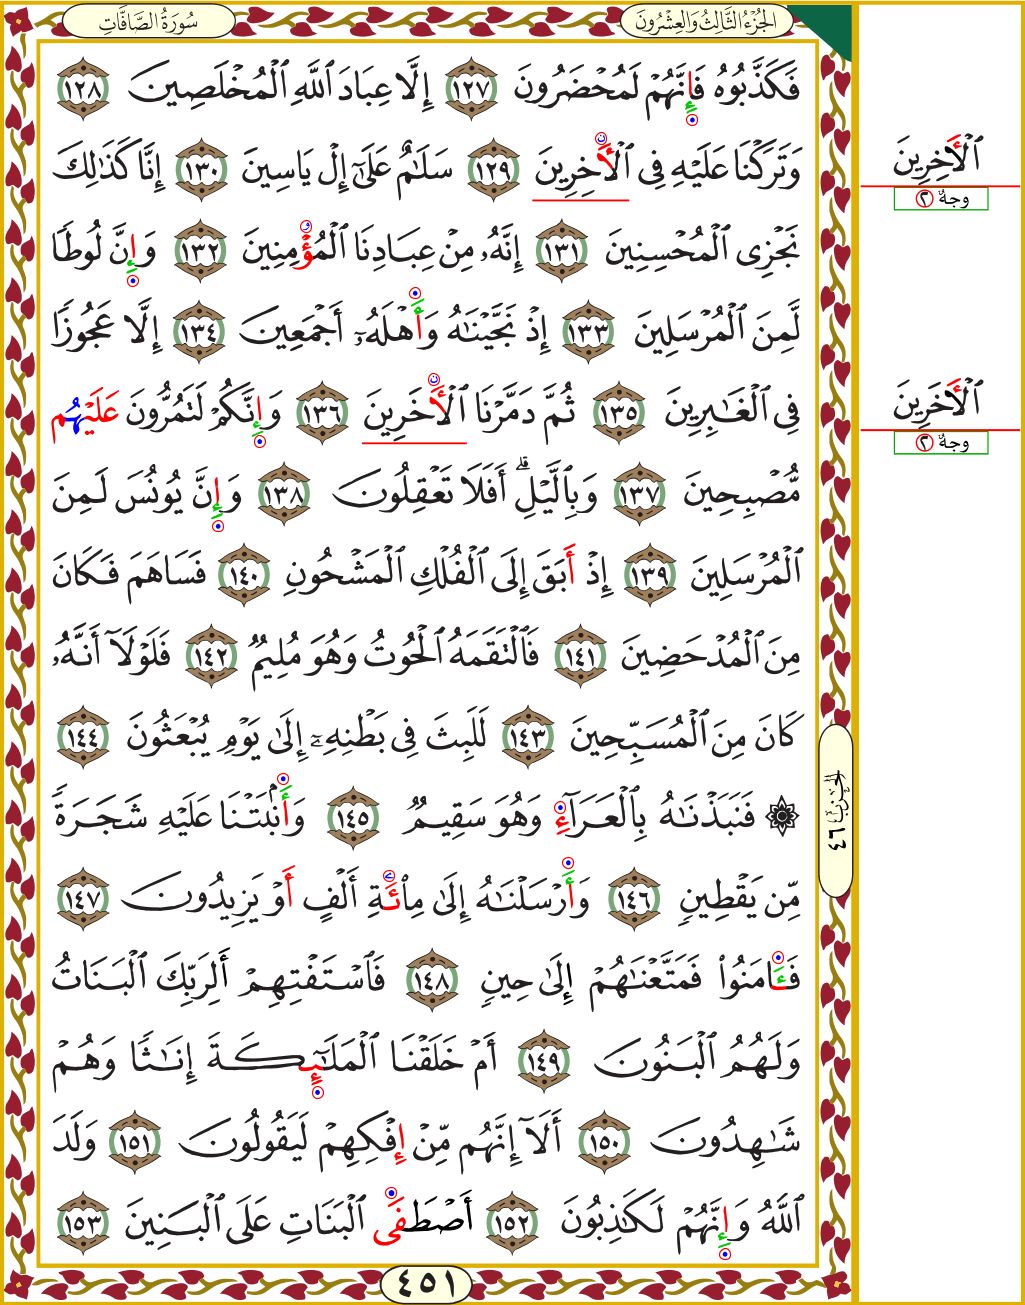 سُورَةُ الصَّافَّاتِ
الجُزْءُ الثَّالِثُ وَالعِشْرُونَ
فَكَذَّبُوهُ فَإِنَّهُمْ لَمُحْضَرُونَ ١٢٧ إِلَّا عِبَادَ ٱللَّهِ ٱلْمُخْلَصِينَ ١٢٨
وَتَرَكْنَا عَلَيْهِ فِى ٱلْأَخِرِينَ ١٢٩ سَلَٰمٌ عَلَىٰٓ إِلْ يَاسِينَ ١٣٠ إِنَّا كَذَٰلِكَ
نَجْزِى ٱلْمُحْسِنِينَ ١٣١ إِنَّهُۥ مِنْ عِبَادِنَا ٱلْمُؤْمِنِينَ ١٣٢ وَإِنَّ لُوطًا
لَّمِنَ ٱلْمُرْسَلِينَ ١٣٣ إِذْ نَجَّيْنَٰهُ وَأَهْلَهُۥٓ أَجْمَعِينَ ١٣٤ إِلَّا عَجُوزًا
فِى ٱلْغَٰبِرِينَ ١٣٥ ثُمَّ دَمَّرْنَا ٱلْأَخَرِينَ ١٣٦ وَإِنَّكُمْ لَتَمُرُّونَ عَلَيْهُم
مُّصْبِحِينَ ١٣٧ وَبِٱلَّيْلِۗ أَفَلَا تَعْقِلُونَ ١٣٨ وَإِنَّ يُونُسَ لَمِنَ
ٱلْمُرْسَلِينَ ١٣٩ إِذْ أَبَقَ إِلَى ٱلْفُلْكِ ٱلْمَشْحُونِ ١٤٠ فَسَاهَمَ فَكَانَ
مِنَ ٱلْمُدْحَضِينَ ١٤١ فَٱلْتَقَمَهُ ٱلْحُوتُ وَهُوَ مُلِيمٌ ١٤٢ فَلَوْلَآ أَنَّهُۥ
كَانَ مِنَ ٱلْمُسَبِّحِينَ ١٤٣ لَلَبِثَ فِى بَطْنِهِۦٓ إِلَىٰ يَوْمِ يُبْعَثُونَ ١٤٤
۞ فَنَبَذْنَٰهُ بِٱلْعَرَآءِ وَهُوَ سَقِيمٌ ١٤٥ وَأَنۢبَتْنَا عَلَيْهِ شَجَرَةً
مِّن يَقْطِينٍ ١٤٦ وَأَرْسَلْنَٰهُ إِلَىٰ مِا۟ئَةِ أَلْفٍ أَوْ يَزِيدُونَ ١٤٧
فَـَٔامَنُوا۟ فَمَتَّعْنَٰهُمْ إِلَىٰ حِينٍ ١٤٨ فَٱسْتَفْتِهِمْ أَلِرَبِّكَ ٱلْبَنَاتُ
وَلَهُمُ ٱلْبَنُونَ ١٤٩ أَمْ خَلَقْنَا ٱلْمَلَٰٓئِكَةَ إِنَٰثًا وَهُمْ
شَٰهِدُونَ ١٥٠ أَلَآ إِنَّهُم مِّنْ إِفْكِهِمْ لَيَقُولُونَ ١٥١ وَلَدَ
ٱللَّهُ وَإِنَّهُمْ لَكَٰذِبُونَ ١٥٢ أَصْطَفَى ٱلْبَنَاتِ عَلَى ٱلْبَنِينَ ١٥٣
ٱلْأَخِرِينَ
وجهٌ ٢
ٱلْأَخَرِينَ
وجهٌ ٢
الحِزْبُ ٤٦
٤٥١